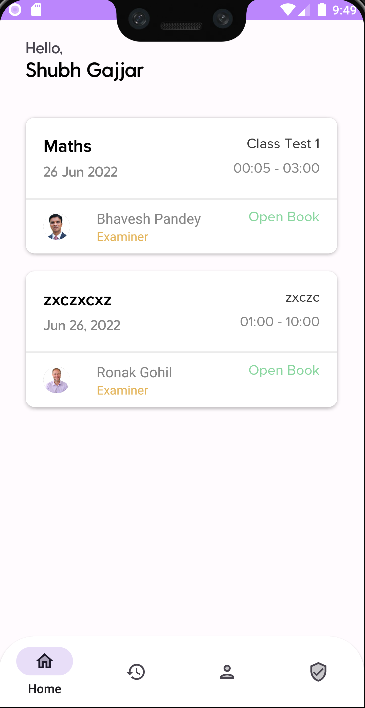 9:49
Hello,
Shubh Gajjar
Maths
Class Test 1
26 Jun 2022
00:05 - 03:00
Bhavesh Pandey
Open Book
Examiner
zxczxcxz
zxczc
Jun 26, 2022
01:00 - 10:00
Ronak Gohil
Open Book
Examiner
Home